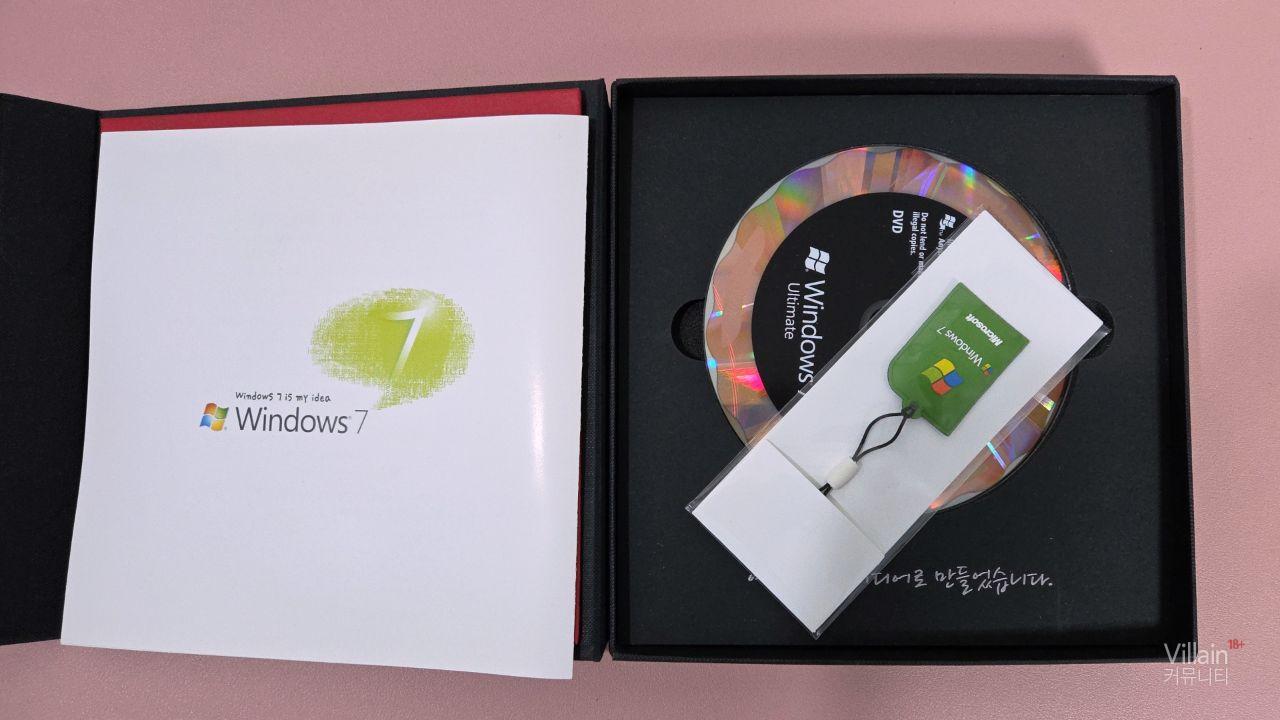 7
Windows 7 is my idea
Windows 7
Do not lend or
illegal copies.
DVD
Windows
Ultimate
Microsoft
Windows 7
디어로 만들었습니다.
Villain 18+
커뮤니티